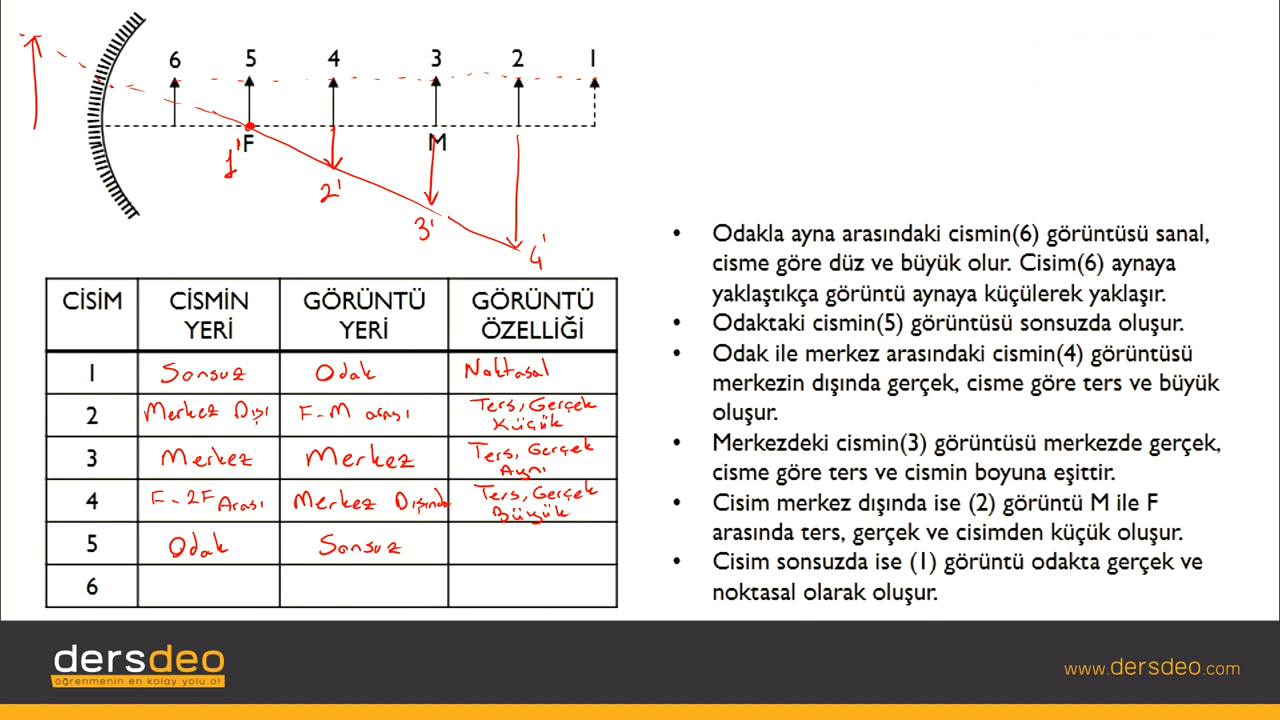 6 5 4 3 2 1
F M
1' 2' 3' 4'
CİSİM CİSMİN YERİ GÖRÜNTÜ YERİ GÖRÜNTÜ ÖZELLİĞİ
1 Sonsuz Odak Noktasal
2 Merkez Dışı F-M arası Ters, Gerçek Küçük
3 Merkez Merkez Ters, Gerçek Aynı
4 F-2F Arası Merkez Dışında Ters, Gerçek Büyük
5 Odak Sonsuz
6
• Odakla ayna arasındaki cismin(6) görüntüsü sanal,
cisme göre düz ve büyük olur. Cisim(6) aynaya
yaklaştıkça görüntü aynaya küçülerek yaklaşır.
• Odaktaki cismin(5) görüntüsü sonsuzda oluşur.
• Odak ile merkez arasındaki cismin(4) görüntüsü
merkezin dışında gerçek, cisme göre ters ve büyük
oluşur.
• Merkezdeki cismin(3) görüntüsü merkezde gerçek,
cisme göre ters ve cismin boyuna eşittir.
• Cisim merkez dışında ise (2) görüntü M ile F
arasında ters, gerçek ve cisimden küçük oluşur.
• Cisim sonsuzda ise (1) görüntü odakta gerçek ve
noktasal olarak oluşur.
dersdeo
öğrenmenin en kolay yolu o!
www.dersdeo.com